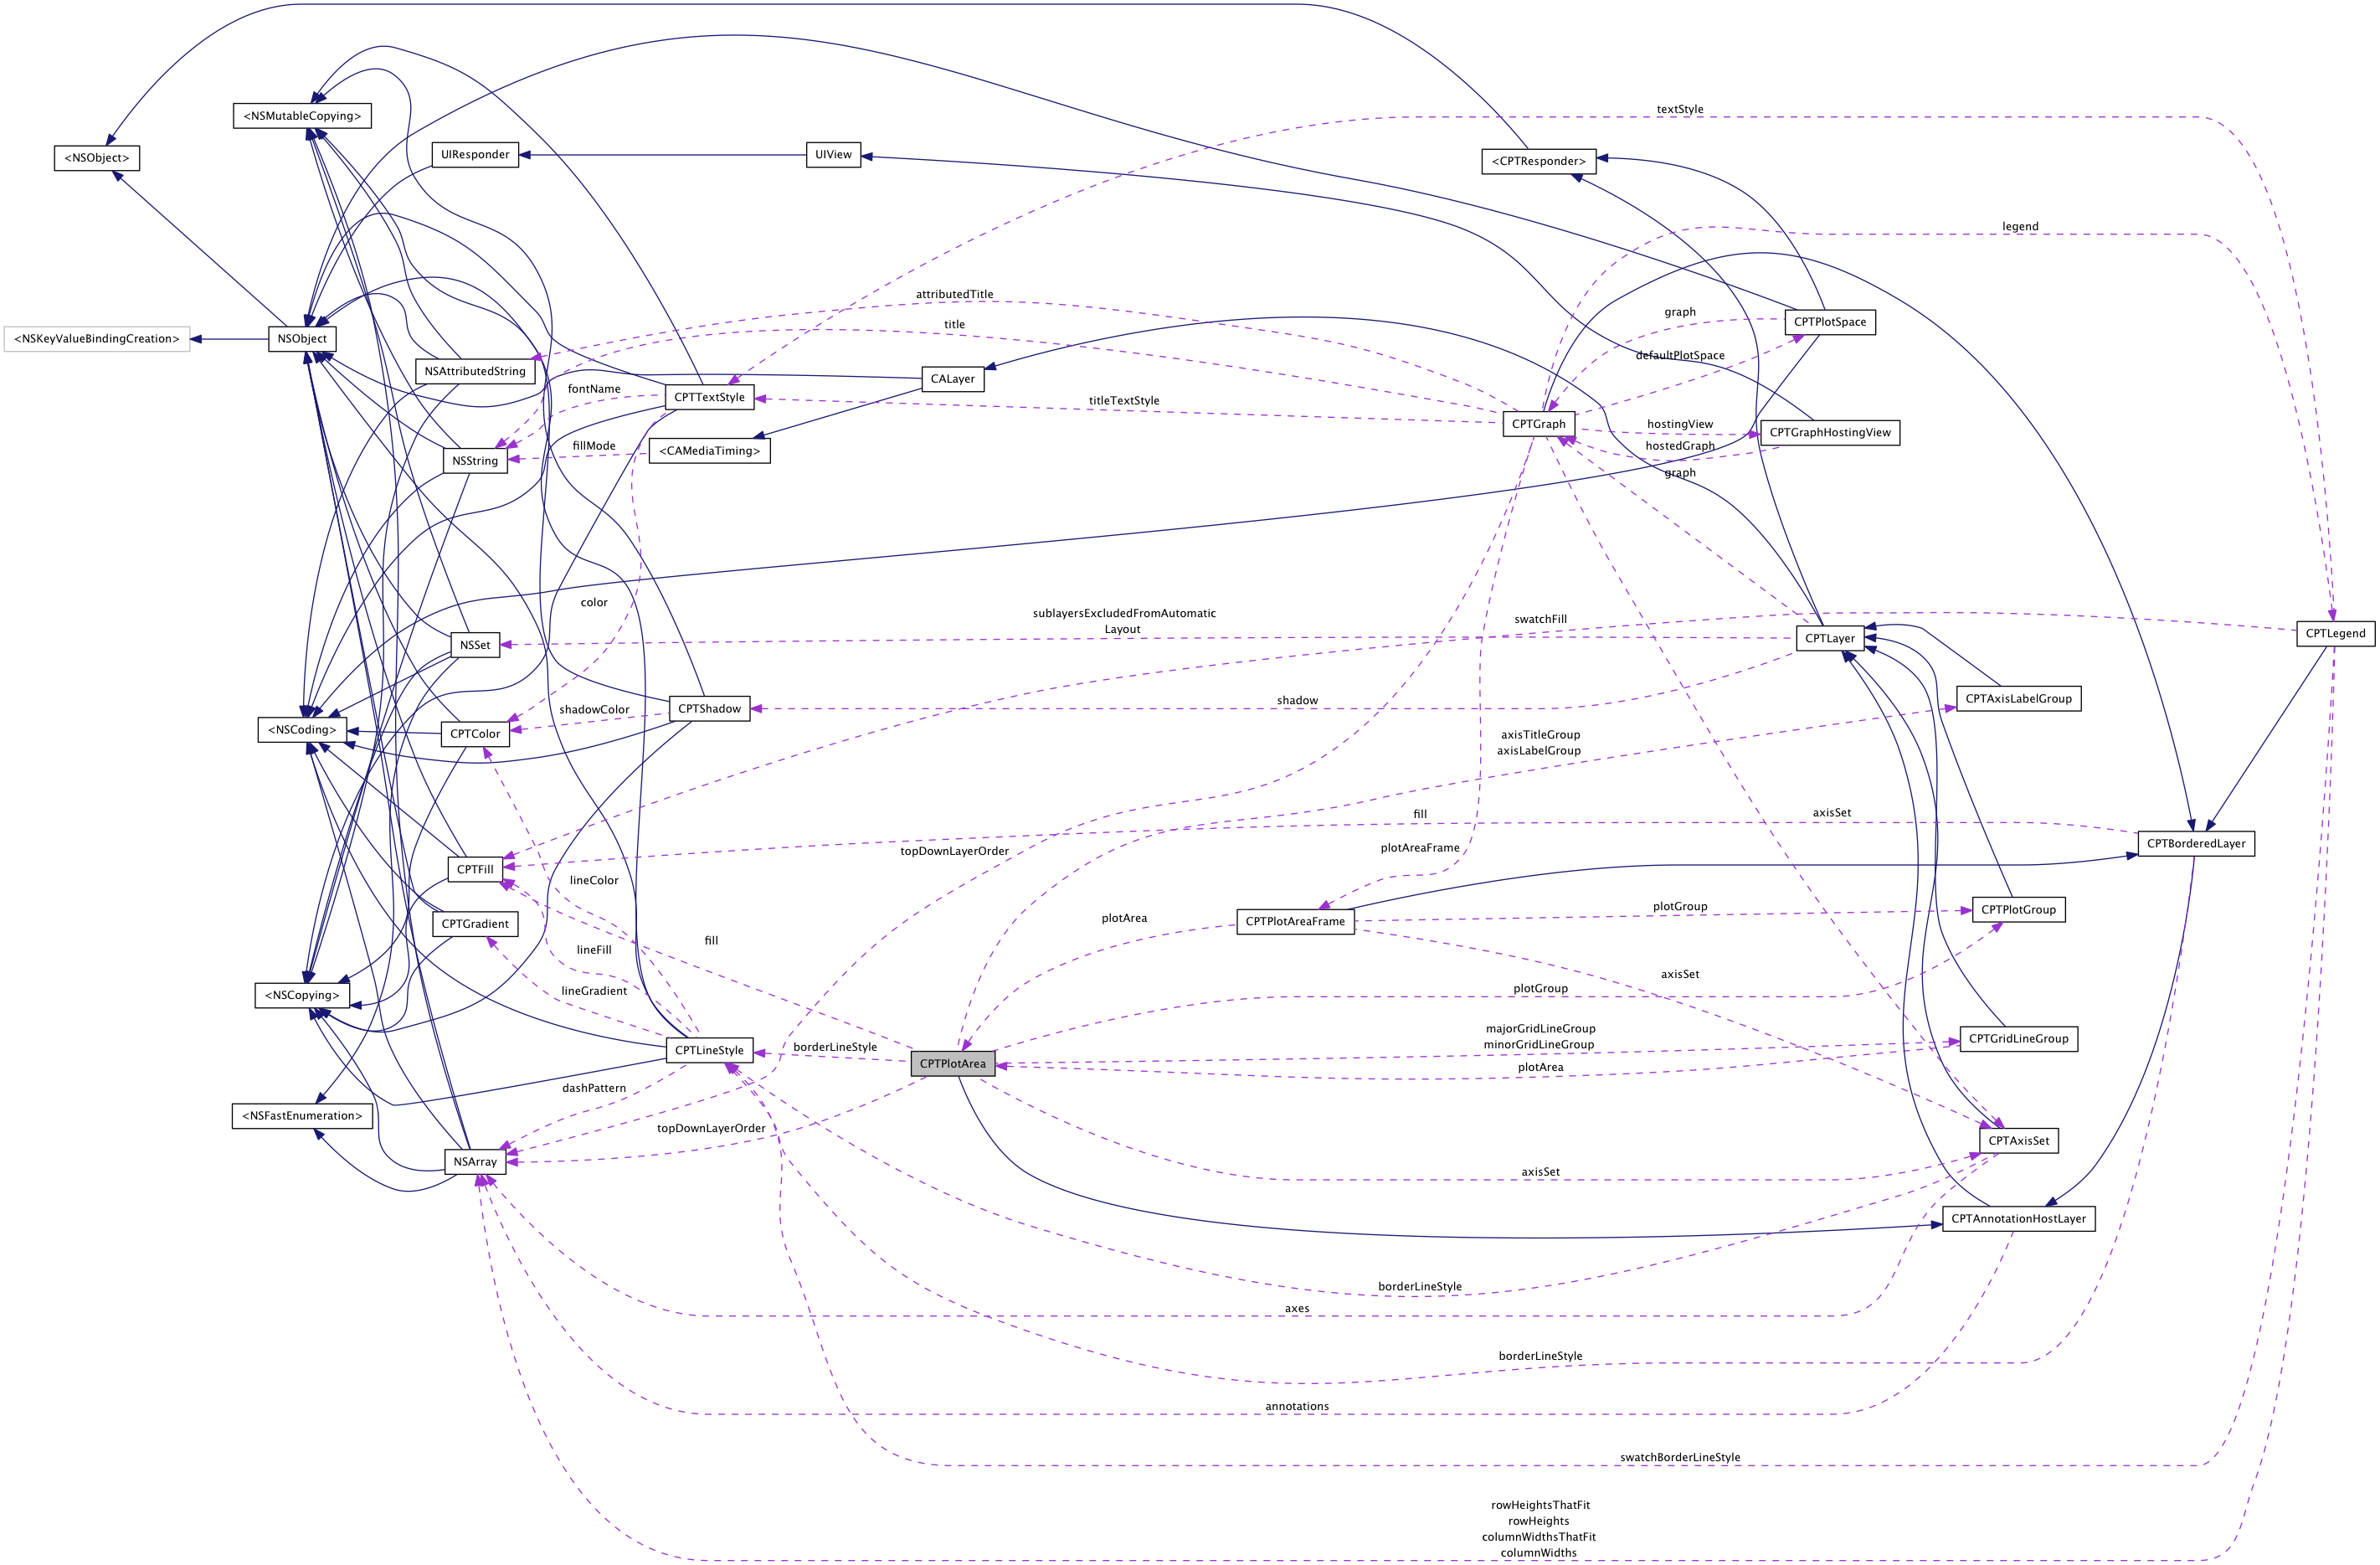 textStyle
<NSMutableCopying>
UIResponder
UIView
<NSObject>
<CPTResponder>
legend
attributedTitle
graph
CPTPlotSpace
title
<NSKeyValueBindingCreation>
NSObject
defaultPlotSpace
NSAttributedString
CALayer
fontName
CPTTextStyle
titleTextStyle
CPTGraph
hostingView
CPTGraphHostingView
fillMode
<CAMediaTiming>
hostedGraph
NSString
graph
color
sublayersExcludedFromAutomatic
Layout
swatchFill
CPTLayer
CPTLegend
NSSet
CPTAxisLabelGroup
shadow
shadowColor
CPTShadow
<NSCoding>
CPTColor
axisTitleGroup
axisLabelGroup
fill
axisSet
topDownLayerOrder
plotAreaFrame
CPTBorderedLayer
CPTFill
lineColor
CPTGradient
plotArea
CPTPlotAreaFrame
plotGroup
CPTPlotGroup
fill
lineFill
axisSet
<NSCopying>
lineGradient
plotGroup
majorGridLineGroup
minorGridLineGroup
CPTGridLineGroup
CPTLineStyle
borderLineStyle
CPTPlotArea
plotArea
dashPattern
<NSFastEnumeration>
topDownLayerOrder
CPTAxisSet
NSArray
axisSet
CPTAnnotationHostLayer
borderLineStyle
axes
borderLineStyle
annotations
swatchBorderLineStyle
rowHeightsThatFit
rowHeights
columnWidthsThatFit
columnWidths